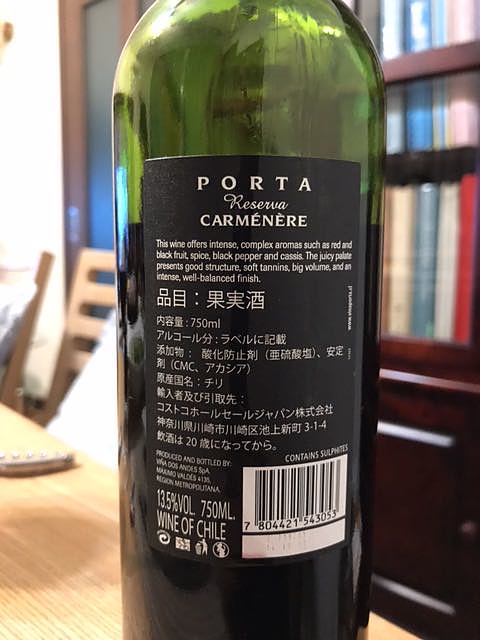 PORTA
Reserva
CARMÉNÈRE
This wine offers intense, complex aromas such as red and
black fruit, spice, black pepper and cassis. The juicy palate
presents good structure, soft tannins, big volume, and an
intense, well-balanced finish.
品目：果実酒
内容量：750ml
アルコール分：ラベルに記載
添加物： 酸化防止剤（亜硫酸塩）、安定
剤（CMC、アカシア）
原産国名：チリ
輸入者及び引取先：
コストコホールセールジャパン株式会社
神奈川県川崎市川崎区池上新町 3-1-4
飲酒は 20 歳になってから。
CONTAINS SULPHITES
PRODUCED AND BOTTLED BY:
VIÑA DOS ANDES SpA.
MÁXIMO VALDÉS 4135,
REGION METROPOLITANA.
13.5%VOL. 750ML.
WINE OF CHILE
7 804421 543053